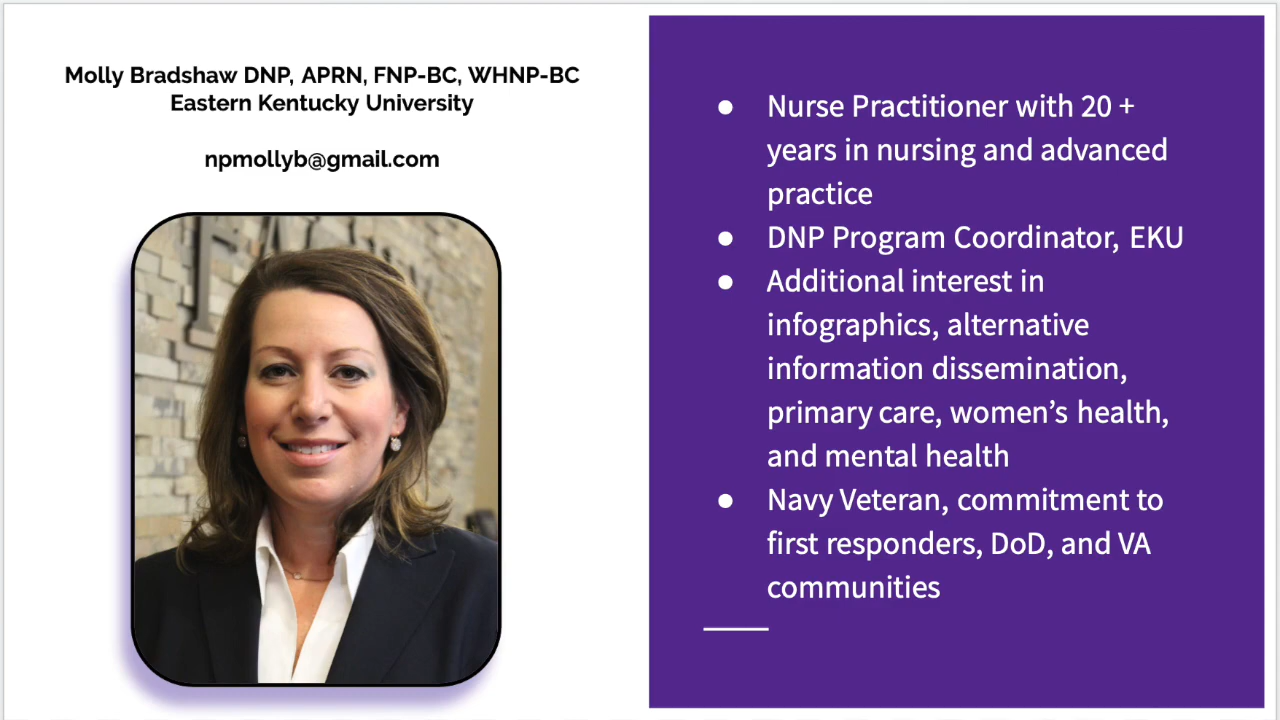 Molly Bradshaw DNP, APRN, FNP-BC, WHNP-BC
Eastern Kentucky University
npmollyb@gmail.com
● Nurse Practitioner with 20 +
years in nursing and advanced
practice
● DNP Program Coordinator, EKU
● Additional interest in
infographics, alternative
information dissemination,
primary care, women’s health,
and mental health
● Navy Veteran, commitment to
first responders, DoD, and VA
communities